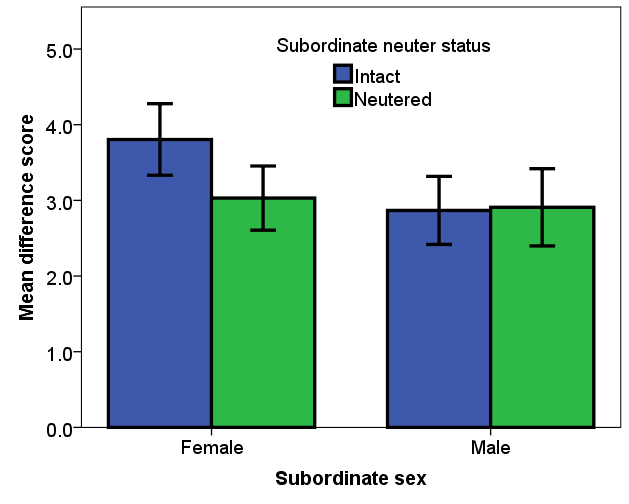 Subordinate neuter status
Intact
Neutered
Mean difference score
5.0
4.0
3.0
2.0
1.0
0.0
Female
Male
Subordinate sex